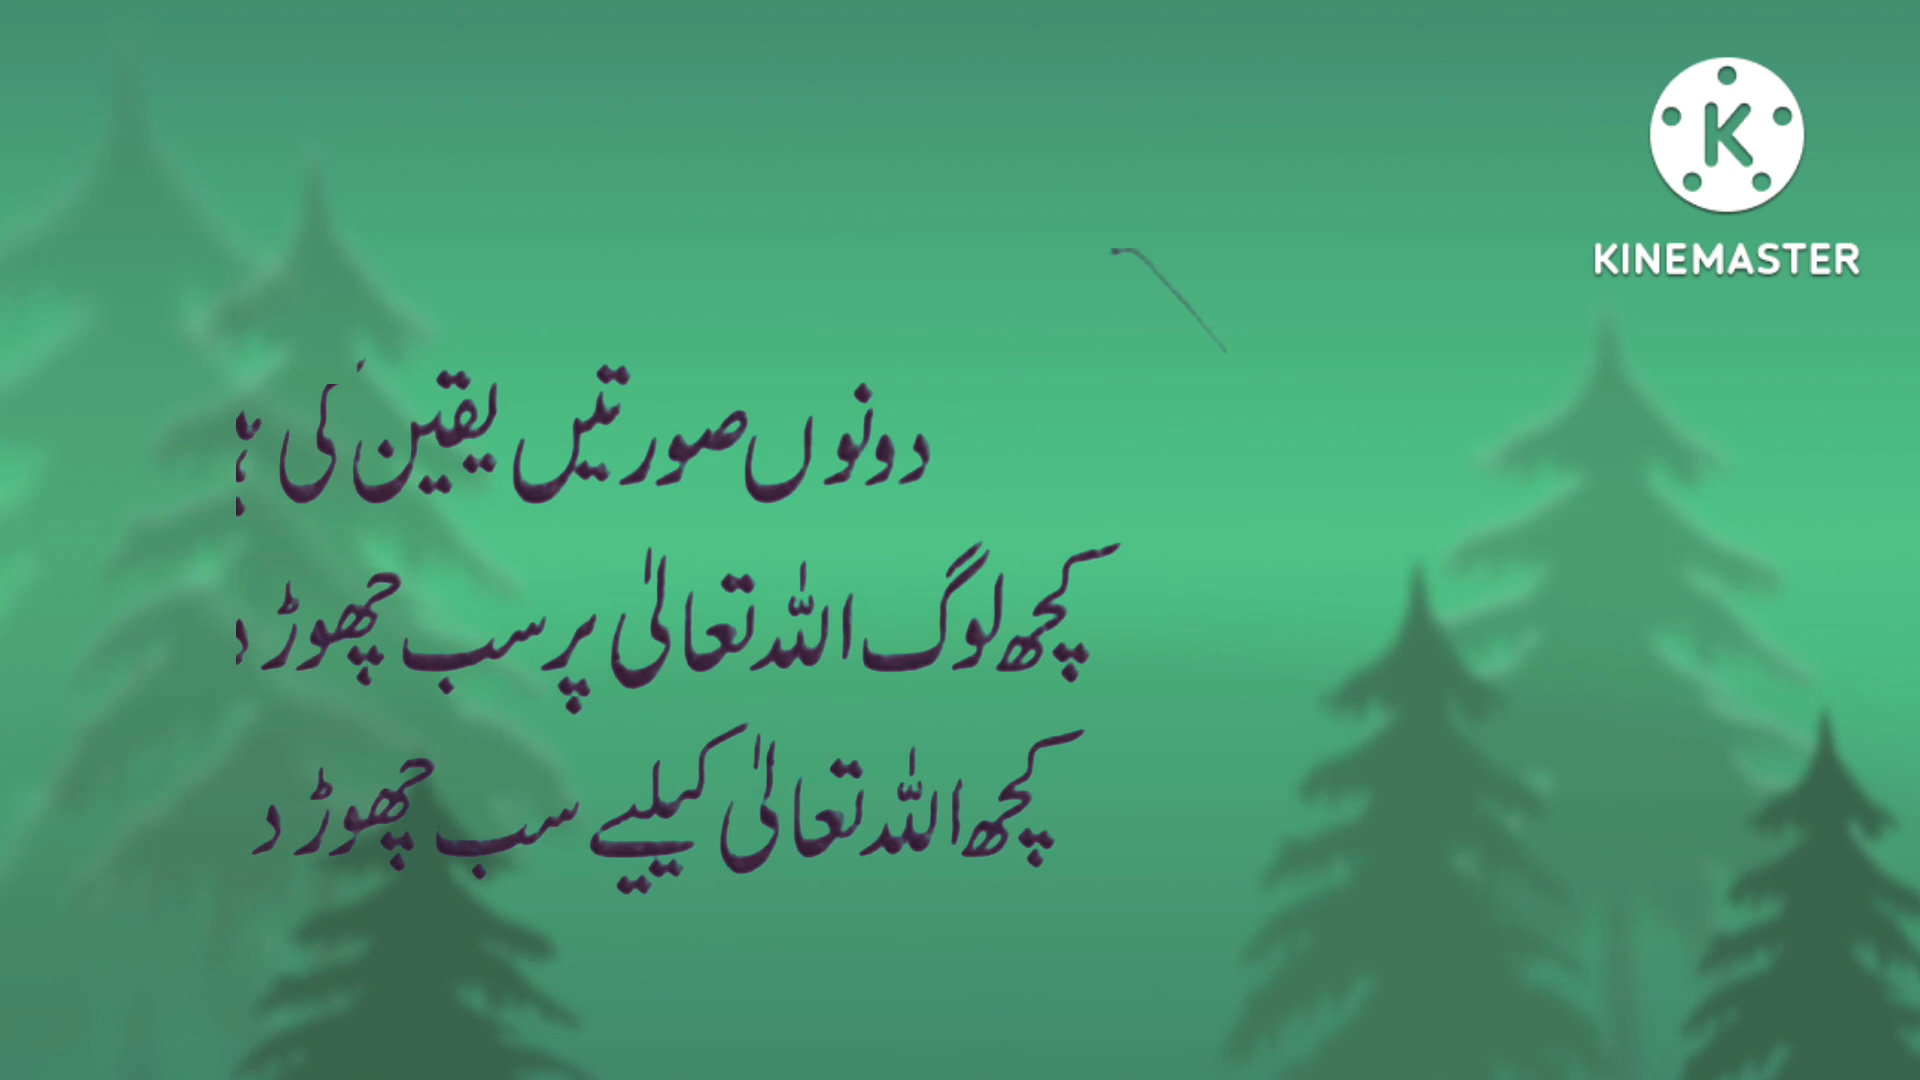 KINEMASTER
دونوں صورتیں یقین کی
کچھ لوگ اللہ تعالیٰ پر سب چھوڑ د
کچھ اللہ تعالیٰ کیلیے سب چھوڑ د